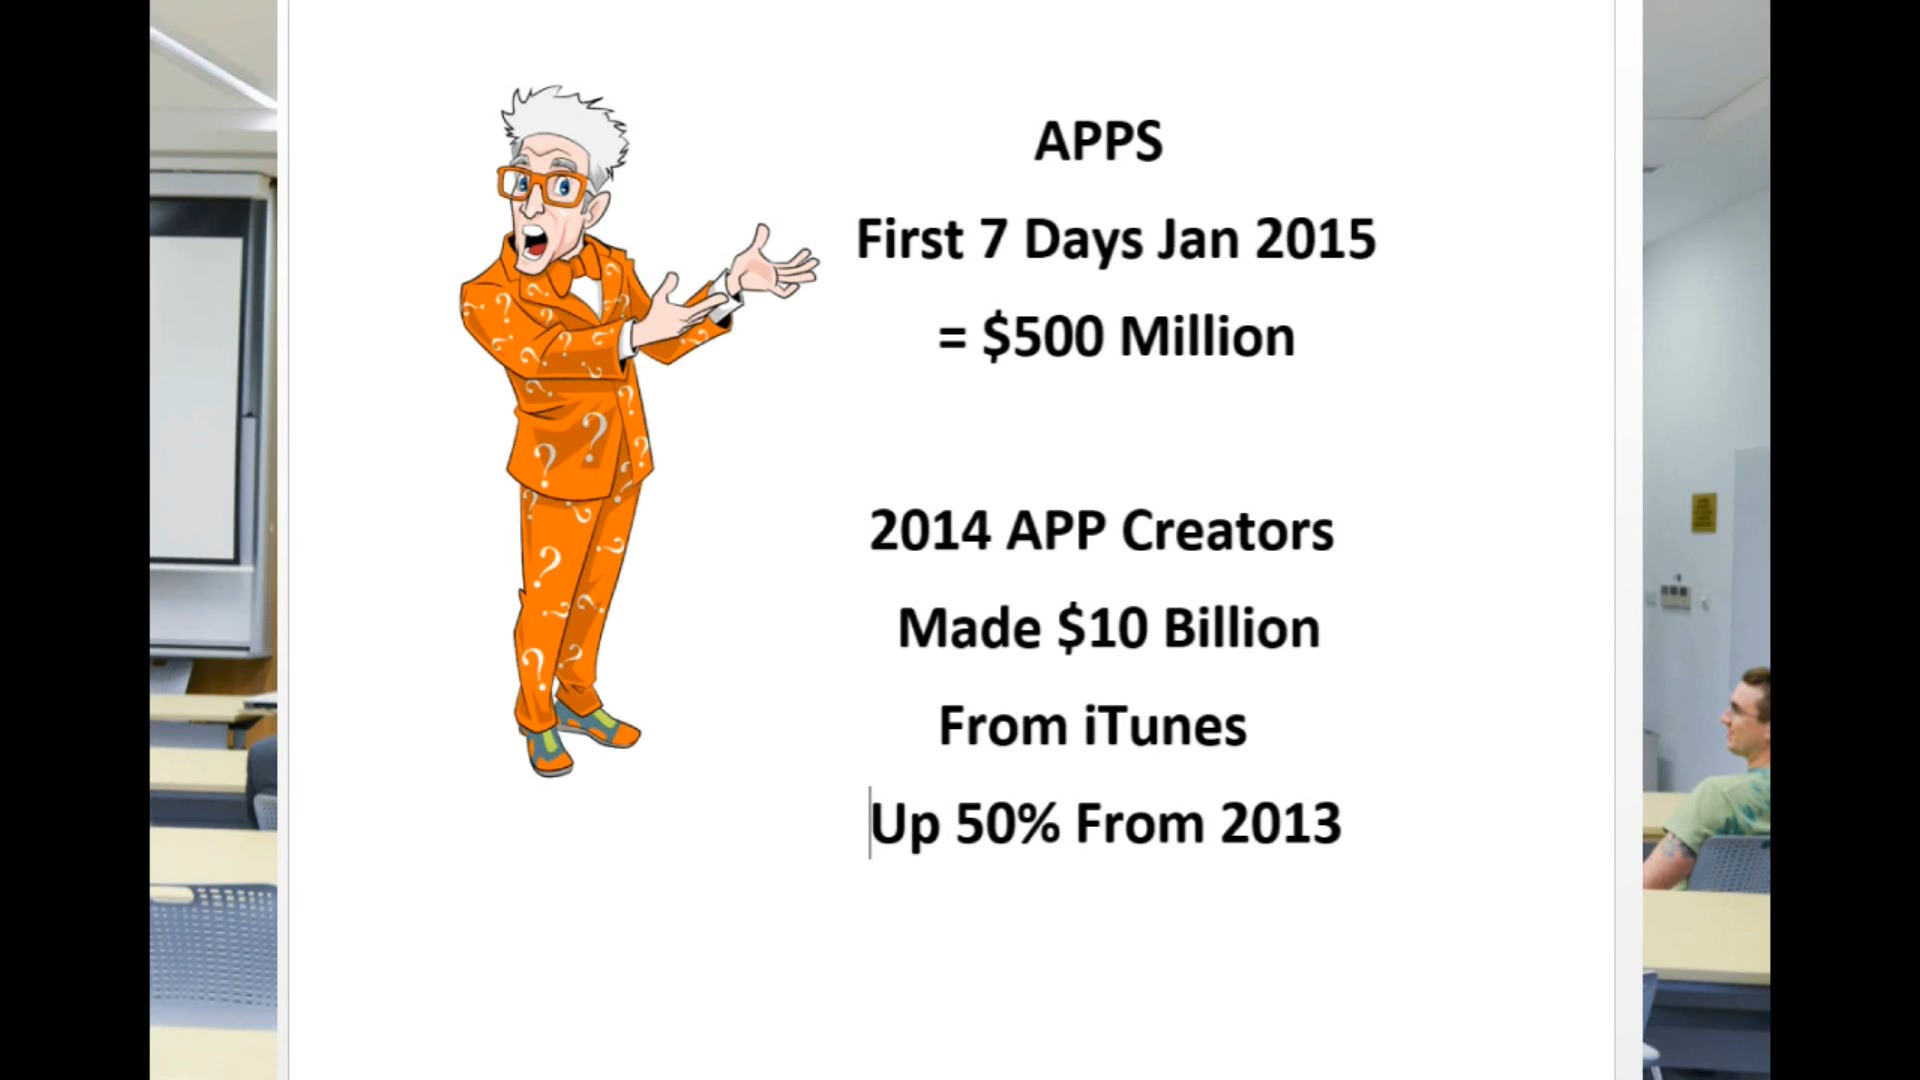 APPS
First 7 Days Jan 2015
= $500 Million
2014 APP Creators
Made $10 Billion
From iTunes
Up 50% From 2013